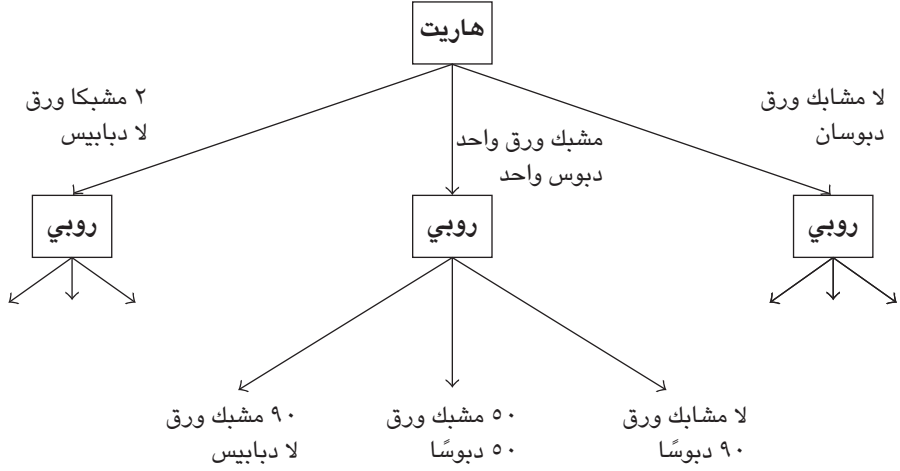 هاريت
لا مشابك ورق
دبوسان
مشبك ورق واحد
دبوس واحد
٢ مشبكا ورق
لا دبابيس
روبي
روبي
روبي
لا مشابك ورق
٩٠ دبوسًا
٥٠ مشبك ورق
٥٠ دبوسًا
٩٠ مشبك ورق
لا دبابيس